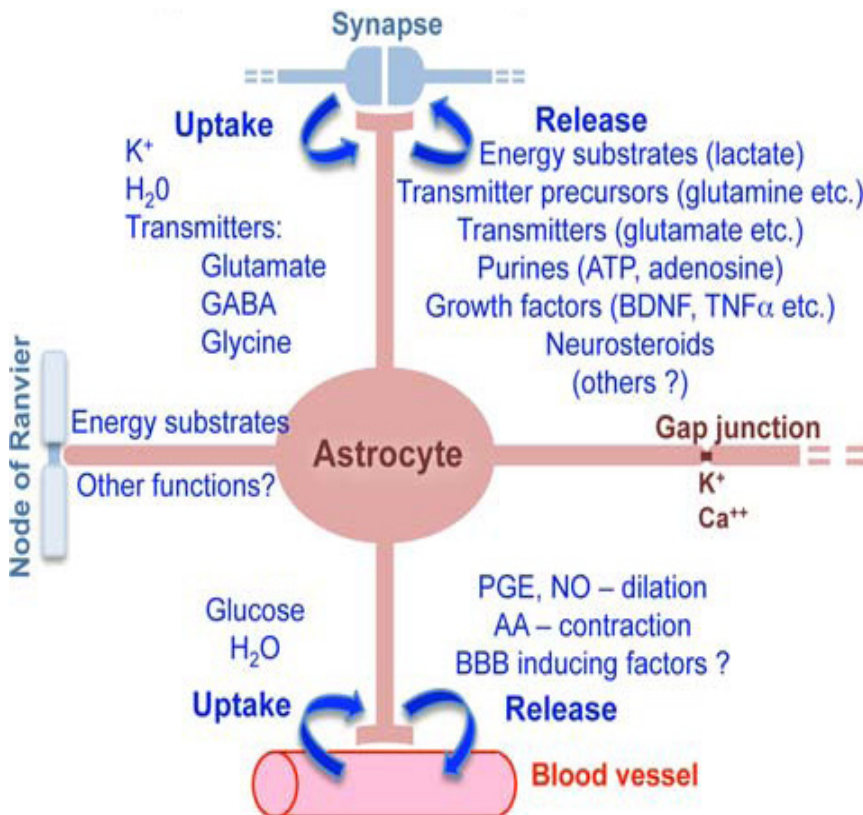 Synapse
Uptake
K⁺
H₂0
Transmitters:
Glutamate
GABA
Glycine
Release
Energy substrates (lactate)
Transmitter precursors (glutamine etc.)
Transmitters (glutamate etc.)
Purines (ATP, adenosine)
Growth factors (BDNF, TNFα etc.)
Neurosteroids
(others ?)
Node of Ranvier
Energy substrates
Other functions?
Astrocyte
Gap junction
K⁺
Ca⁺⁺
Glucose
H₂O
Uptake
PGE, NO – dilation
AA – contraction
BBB inducing factors ?
Release
Blood vessel